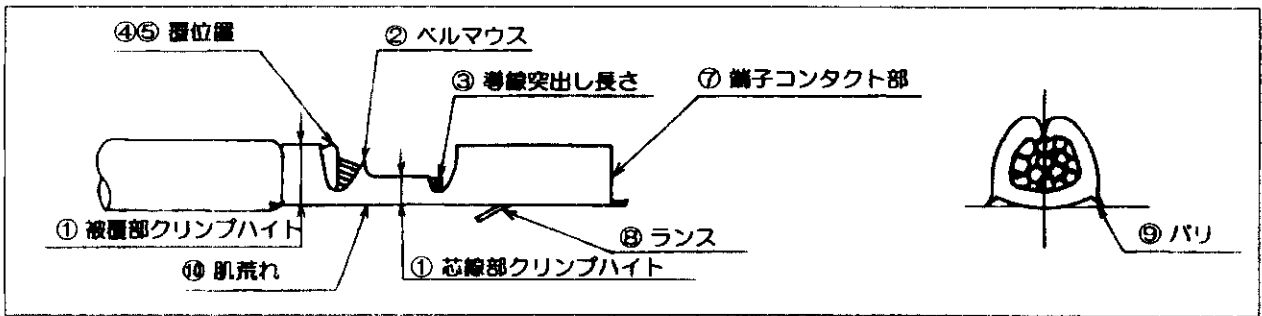 ④⑤ 覆位置
② ベルマウス
③ 導線突出し長さ
⑦ 端子コンタクト部
① 被覆部クリンプハイト
⑩ 肌荒れ
① 芯線部クリンプハイト
⑧ ランス
⑨ バリ